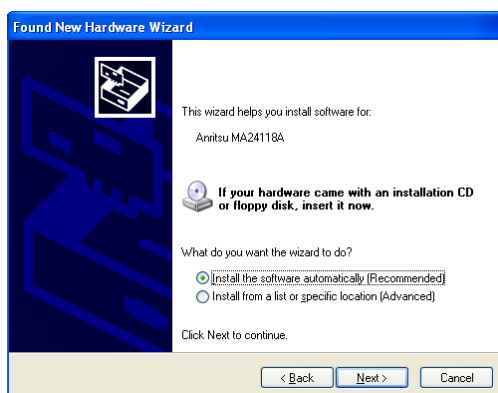 Found New Hardware Wizard
This wizard helps you install software for:
Anritsu MA24118A
If your hardware came with an installation CD
or floppy disk, insert it now.
What do you want the wizard to do?
Install the software automatically (Recommended)
Install from a list or specific location (Advanced)
Click Next to continue.
< Back
Next >
Cancel